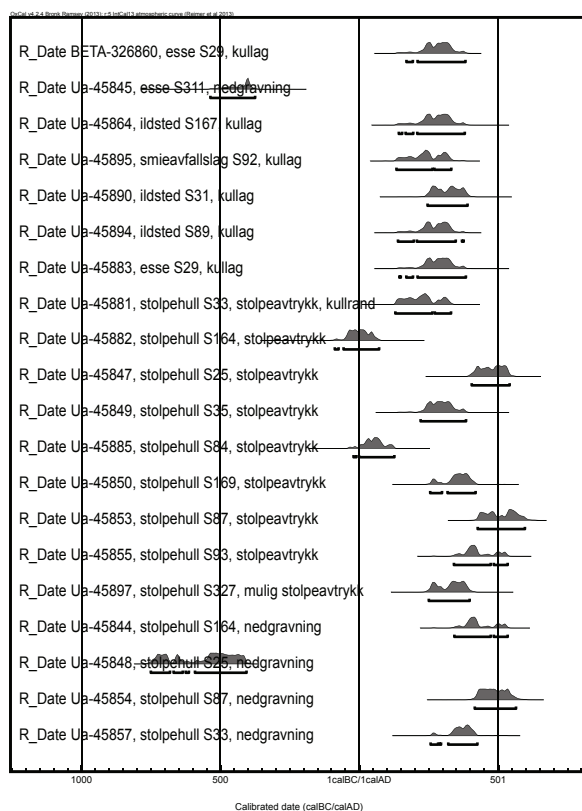 OxCal v4.2.4 Bronk Ramsey (2013); r:5 IntCal13 atmospheric curve (Reimer et al 2013)
R_Date BETA-326860, esse S29, kullag
R_Date Ua-45845, esse S311, nedgravning
R_Date Ua-45864, ildsted S167, kullag
R_Date Ua-45895, smieavfallslag S92, kullag
R_Date Ua-45890, ildsted S31, kullag
R_Date Ua-45894, ildsted S89, kullag
R_Date Ua-45883, esse S29, kullag
R_Date Ua-45881, stolpehull S33, stolpeavtrykk, kullrand
R_Date Ua-45882, stolpehull S164, stolpeavtrykk
R_Date Ua-45847, stolpehull S25, stolpeavtrykk
R_Date Ua-45849, stolpehull S35, stolpeavtrykk
R_Date Ua-45885, stolpehull S84, stolpeavtrykk
R_Date Ua-45850, stolpehull S169, stolpeavtrykk
R_Date Ua-45853, stolpehull S87, stolpeavtrykk
R_Date Ua-45855, stolpehull S93, stolpeavtrykk
R_Date Ua-45897, stolpehull S327, mulig stolpeavtrykk
R_Date Ua-45844, stolpehull S164, nedgravning
R_Date Ua-45848, stolpehull S25, nedgravning
R_Date Ua-45854, stolpehull S87, nedgravning
R_Date Ua-45857, stolpehull S33, nedgravning
1000 500 1calBC/1calAD 501
Calibrated date (calBC/calAD)